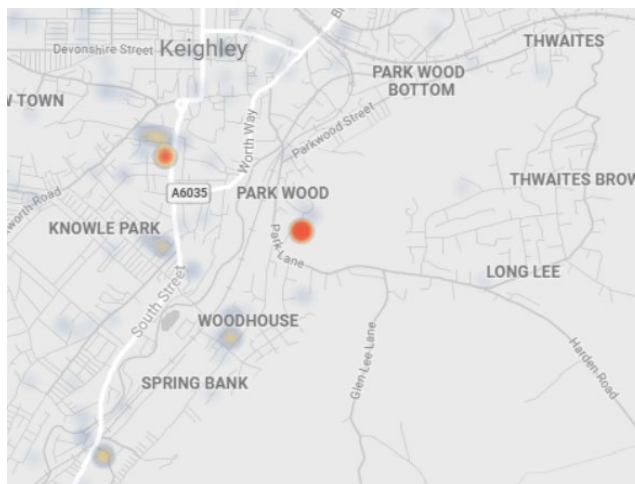 THWAITES
Devonshire Street
Keighley
PARK WOOD
BOTTOM
W TOWN
Parkwood Street
Worth Way
A6035
PARK WOOD
THWAITES BROW
KNOWLE PARK
Park Lane
LONG LEE
South Street
WOODHOUSE
Glen Lee Lane
Harden Road
SPRING BANK